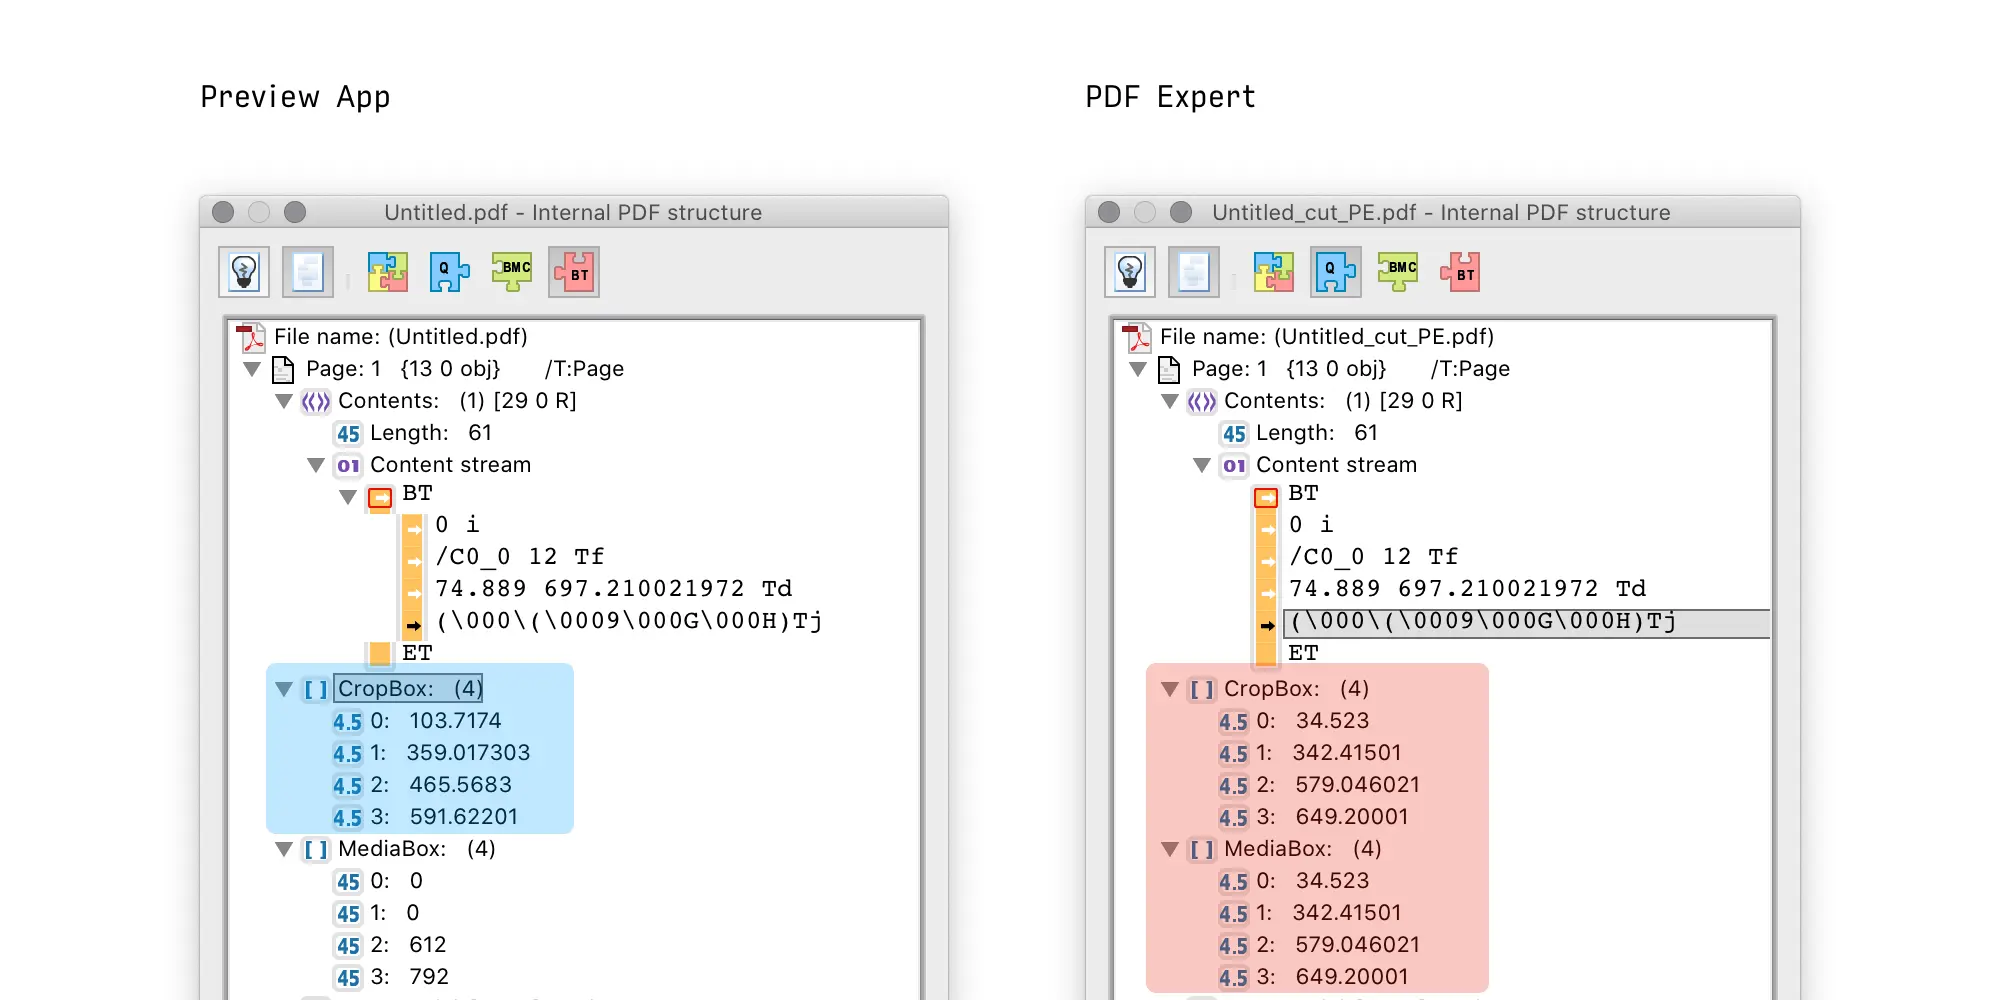 Preview App
Untitled.pdf - Internal PDF structure
Q
BMC
BT
File name: (Untitled.pdf)
Page: 1 {13 0 obj} /T:Page
Contents: (1) [29 0 R]
45 Length: 61
01 Content stream
BT
0 i
/C0_0 12 Tf
74.889 697.210021972 Td
(\000\(\0009\000G\000H)Tj
ET
[ ] CropBox: (4)
4.5 0: 103.7174
4.5 1: 359.017303
4.5 2: 465.5683
4.5 3: 591.62201
[ ] MediaBox: (4)
45 0: 0
45 1: 0
45 2: 612
45 3: 792
PDF Expert
Untitled_cut_PE.pdf - Internal PDF structure
Q
BMC
BT
File name: (Untitled_cut_PE.pdf)
Page: 1 {13 0 obj} /T:Page
Contents: (1) [29 0 R]
45 Length: 61
01 Content stream
BT
0 i
/C0_0 12 Tf
74.889 697.210021972 Td
(\000\(\0009\000G\000H)Tj
ET
[ ] CropBox: (4)
4.5 0: 34.523
4.5 1: 342.41501
4.5 2: 579.046021
4.5 3: 649.20001
[ ] MediaBox: (4)
4.5 0: 34.523
4.5 1: 342.41501
4.5 2: 579.046021
4.5 3: 649.20001